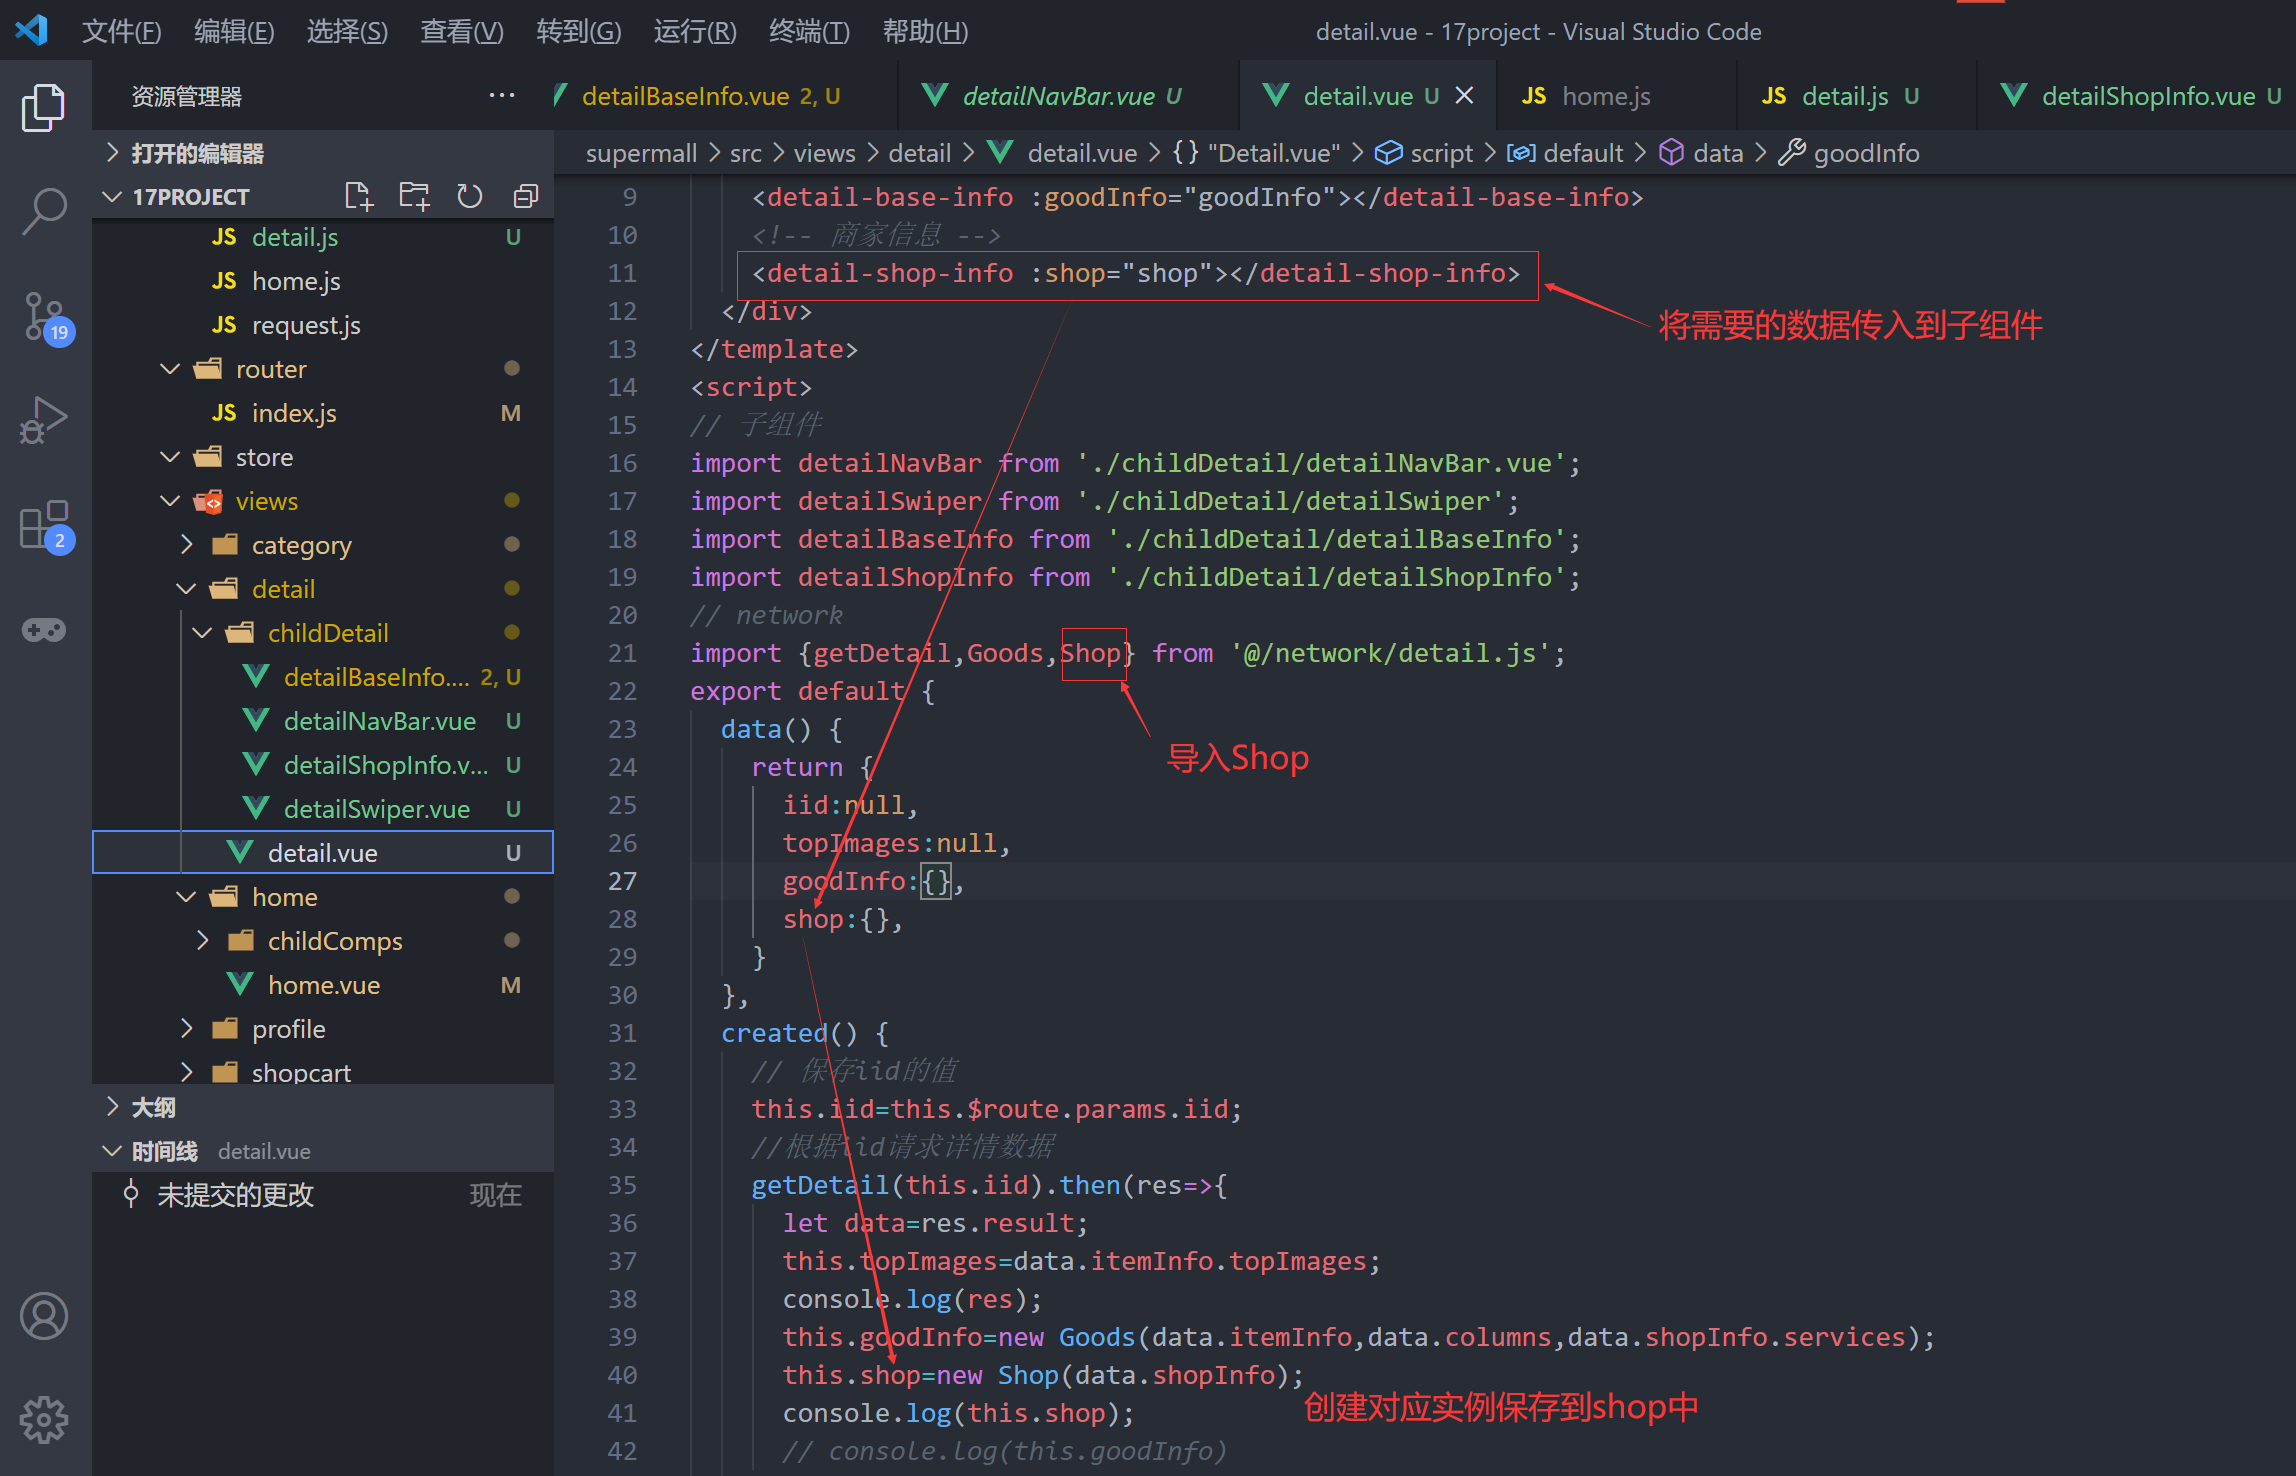 文件(F) 编辑(E) 选择(S) 查看(V) 转到(G) 运行(R) 终端(T) 帮助(H)
detail.vue - 17project - Visual Studio Code
资源管理器 ···
detailBaseInfo.vue 2, U
detailNavBar.vue U
detail.vue U
JS home.js
JS detail.js U
detailShopInfo.vue U
supermall > src > views > detail > detail.vue > {} "Detail.vue" > script > default > data > goodInfo
打开的编辑器
17PROJECT
JS detail.js U
JS home.js
JS request.js
router
JS index.js M
store
views
category
detail
childDetail
detailBaseInfo.... 2, U
detailNavBar.vue U
detailShopInfo.v... U
detailSwiper.vue U
detail.vue U
home
childComps
home.vue M
profile
shopcart
大纲
时间线 detail.vue
未提交的更改 现在
19
2
9 <detail-base-info :goodInfo="goodInfo"></detail-base-info>
10 <!-- 商家信息 -->
11 <detail-shop-info :shop="shop"></detail-shop-info>
将需要的数据传入到子组件
12 </div>
13 </template>
14 <script>
15 // 子组件
16 import detailNavBar from './childDetail/detailNavBar.vue';
17 import detailSwiper from './childDetail/detailSwiper';
18 import detailBaseInfo from './childDetail/detailBaseInfo';
19 import detailShopInfo from './childDetail/detailShopInfo';
20 // network
21 import {getDetail,Goods,Shop} from '@/network/detail.js';
22 export default {
23 data() {
导入Shop
24 return {
25 iid:null,
26 topImages:null,
27 goodInfo:{},
28 shop:{},
29 }
30 },
31 created() {
32 // 保存iid的值
33 this.iid=this.$route.params.iid;
34 //根据iid请求详情数据
35 getDetail(this.iid).then(res=>{
36 let data=res.result;
37 this.topImages=data.itemInfo.topImages;
38 console.log(res);
39 this.goodInfo=new Goods(data.itemInfo,data.columns,data.shopInfo.services);
40 this.shop=new Shop(data.shopInfo);
41 console.log(this.shop);
创建对应实例保存到shop中
42 // console.log(this.goodInfo)